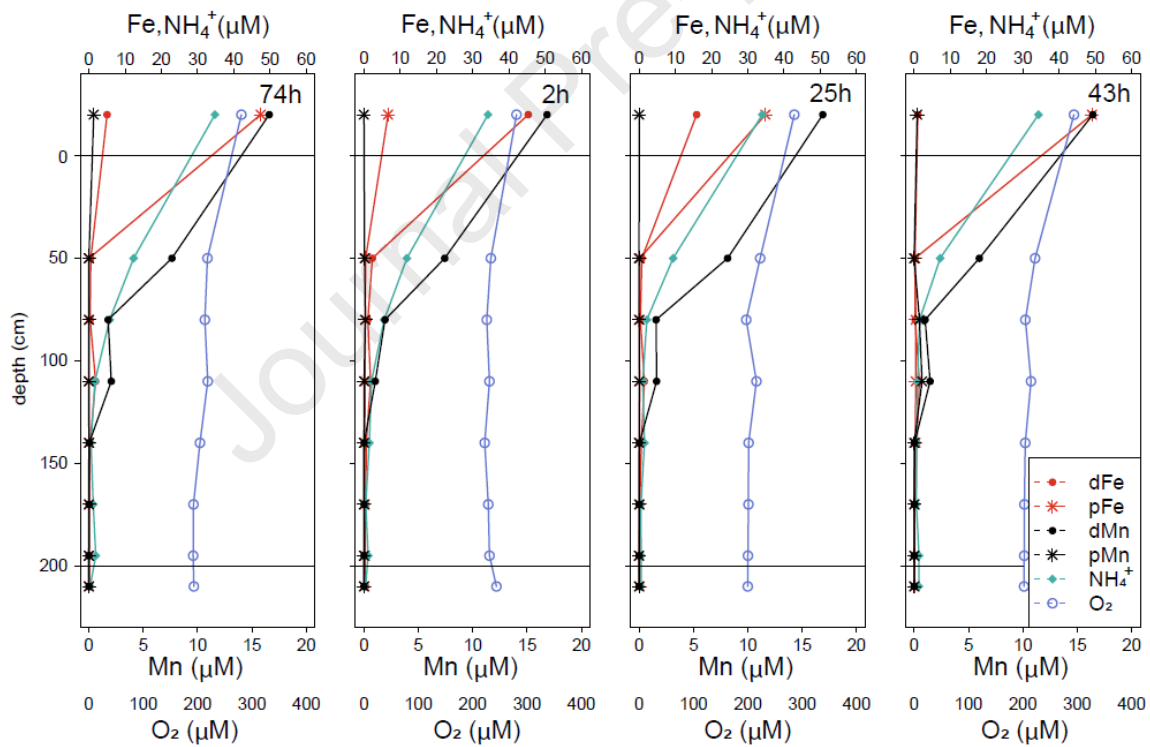 Fe,NH₄⁺(μM) Fe,NH₄⁺(μM) Fe,NH₄⁺(μM) Fe,NH₄⁺(μM)
0 10 20 30 40 50 60 0 10 20 30 40 50 60 0 10 20 30 40 50 60 0 10 20 30 40 50 60
74h 2h 25h 43h
0
50
100
150
200
depth (cm)
dFe
pFe
dMn
pMn
NH₄⁺
O₂
0 5 10 15 20 0 5 10 15 20 0 5 10 15 20 0 5 10 15 20
Mn (μM) Mn (μM) Mn (μM) Mn (μM)
0 100 200 300 400 0 100 200 300 400 0 100 200 300 400 0 100 200 300 400
O₂ (μM) O₂ (μM) O₂ (μM) O₂ (μM)
Journal Pre